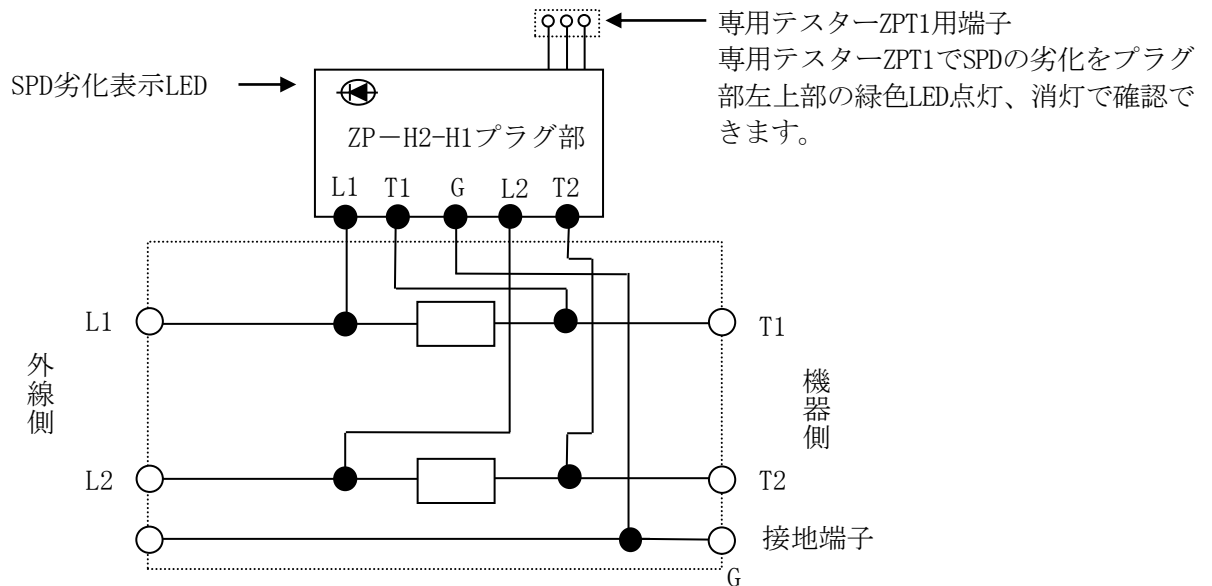 専用テスターZPT1用端子
専用テスターZPT1でSPDの劣化をプラグ
部左上部の緑色LED点灯、消灯で確認で
きます。
SPD劣化表示LED
ZP－H2-H1プラグ部
L1 T1 G L2 T2
L1
T1
外線側
機器側
L2
T2
接地端子
G